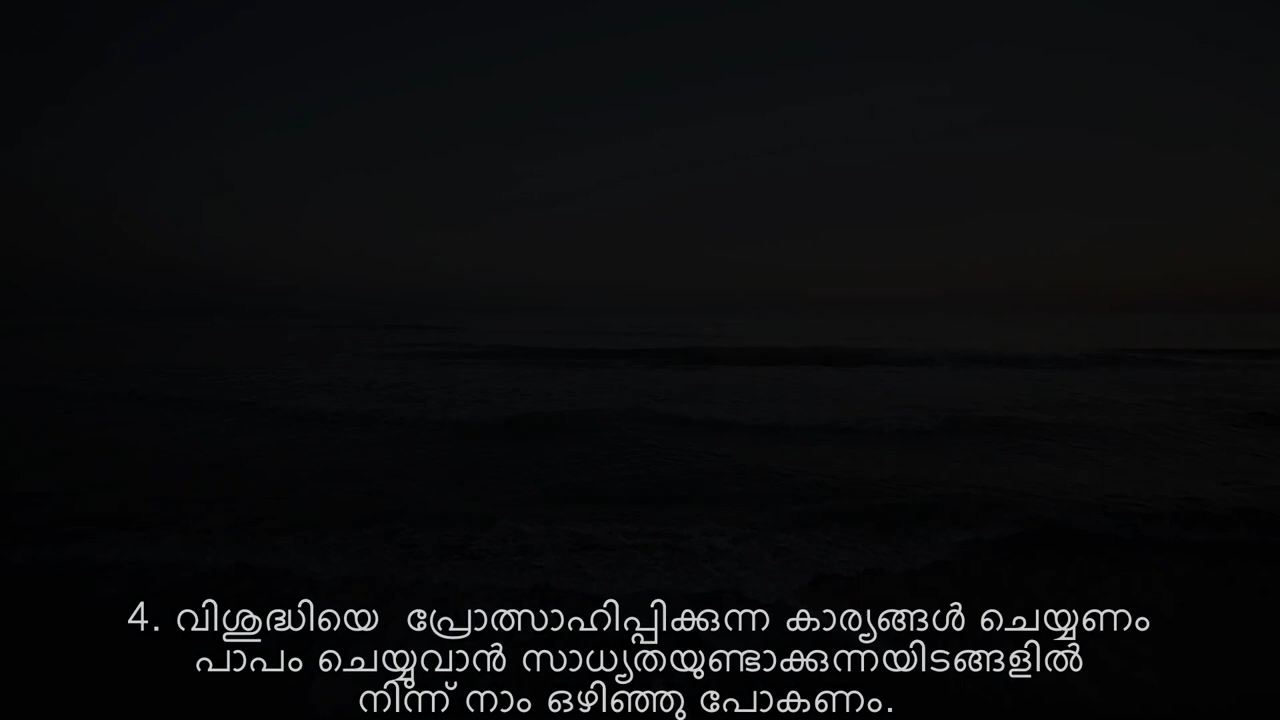 4. വിശുദ്ധിയെ പ്രോത്സാഹിപ്പിക്കുന്ന കാര്യങ്ങൾ ചെയ്യണം
പാപം ചെയ്യുവാൻ സാധ്യതയുണ്ടാക്കുന്നയിടങ്ങളിൽ
നിന്ന് നാം ഒഴിഞ്ഞു പോകണം.